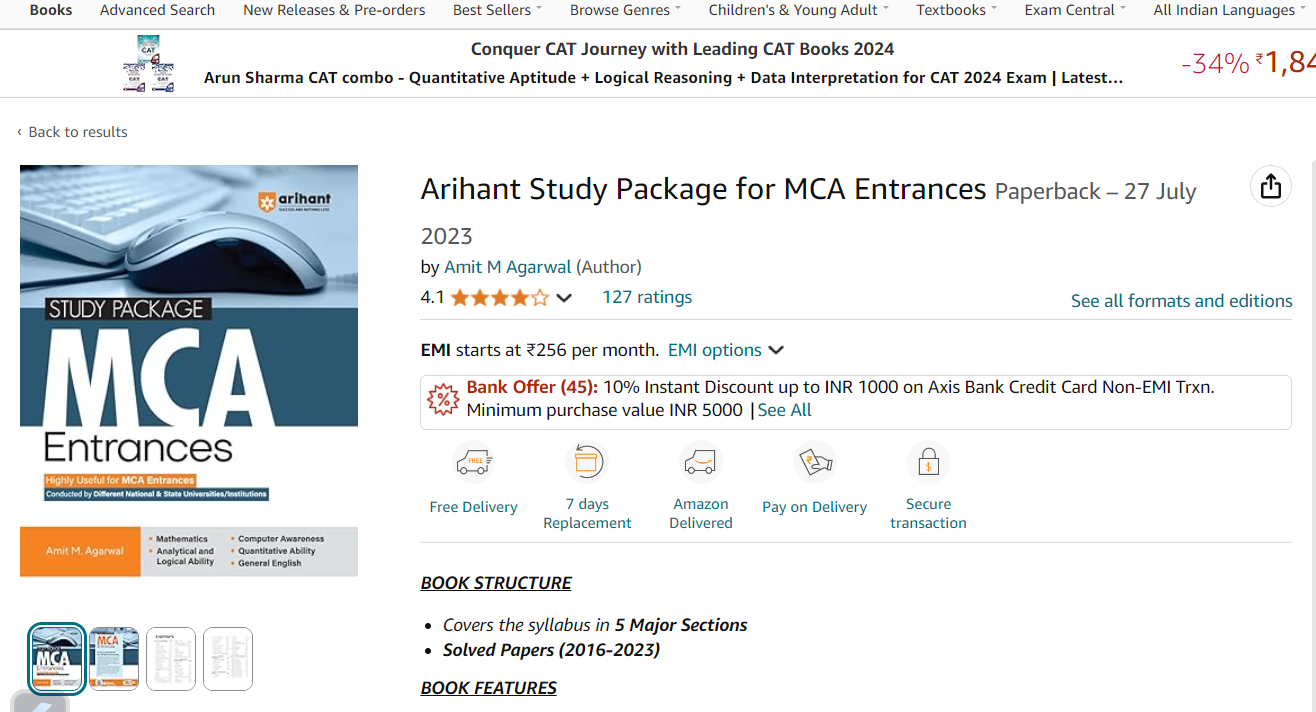 Books Advanced Search New Releases & Pre-orders Best Sellers Browse Genres Children's & Young Adult Textbooks Exam Central All Indian Languages
Conquer CAT Journey with Leading CAT Books 2024
Arun Sharma CAT combo - Quantitative Aptitude + Logical Reasoning + Data Interpretation for CAT 2024 Exam | Latest...
-34% ₹1,84
‹ Back to results
arihant
SUCCESS AND NOTHING LESS
STUDY PACKAGE
MCA
Entrances
Highly Useful for MCA Entrances
Conducted by Different National & State Universities/Institutions
Amit M. Agarwal
• Mathematics
• Analytical and
Logical Ability
• Computer Awareness
• Quantitative Ability
• General English
Arihant Study Package for MCA Entrances Paperback – 27 July
2023
by Amit M Agarwal (Author)
4.1 127 ratings
See all formats and editions
EMI starts at ₹256 per month. EMI options
Bank Offer (45): 10% Instant Discount up to INR 1000 on Axis Bank Credit Card Non-EMI Trxn.
Minimum purchase value INR 5000 | See All
FREE
Free Delivery
7 days
Replacement
Amazon
Delivered
Pay on Delivery
Secure
transaction
BOOK STRUCTURE
• Covers the syllabus in 5 Major Sections
• Solved Papers (2016-2023)
BOOK FEATURES